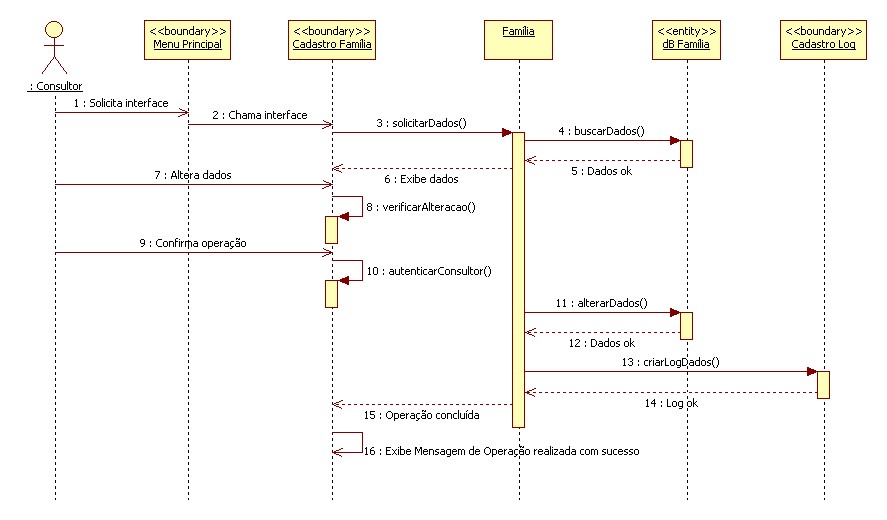 <<boundary>>
Menu Principal
<<boundary>>
Cadastro Família
Família
<<entity>>
dB Família
<<boundary>>
Cadastro Log
: Consultor
1 : Solicita interface
2 : Chama interface
3 : solicitarDados()
4 : buscarDados()
5 : Dados ok
6 : Exibe dados
7 : Altera dados
8 : verificarAlteracao()
9 : Confirma operação
10 : autenticarConsultor()
11 : alterarDados()
12 : Dados ok
13 : criarLogDados()
14 : Log ok
15 : Operação concluída
16 : Exibe Mensagem de Operação realizada com sucesso